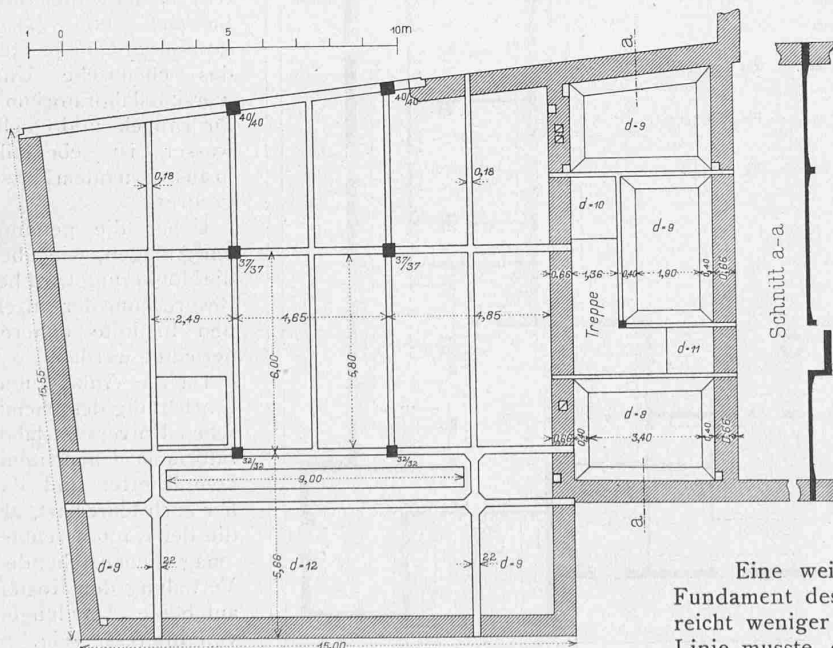 1 0 5 10m
a
40/40
40/40
d=9
0,18
0,18
d=10
d=9
37/37
37/37
0,66 1,36 0,40 1,90 0,40 0,66
2,49 4,65 4,85
6,00
5,80
Treppe
Schnitt a-a
d=11
15,55
d=9
0,66 0,40 3,40 0,40 0,66
32/32
32/32
9,00
a
d=9
22
5,66
d=12
22
d=9
15,00
Eine wei
Fundament des
reicht weniger
Linie musste